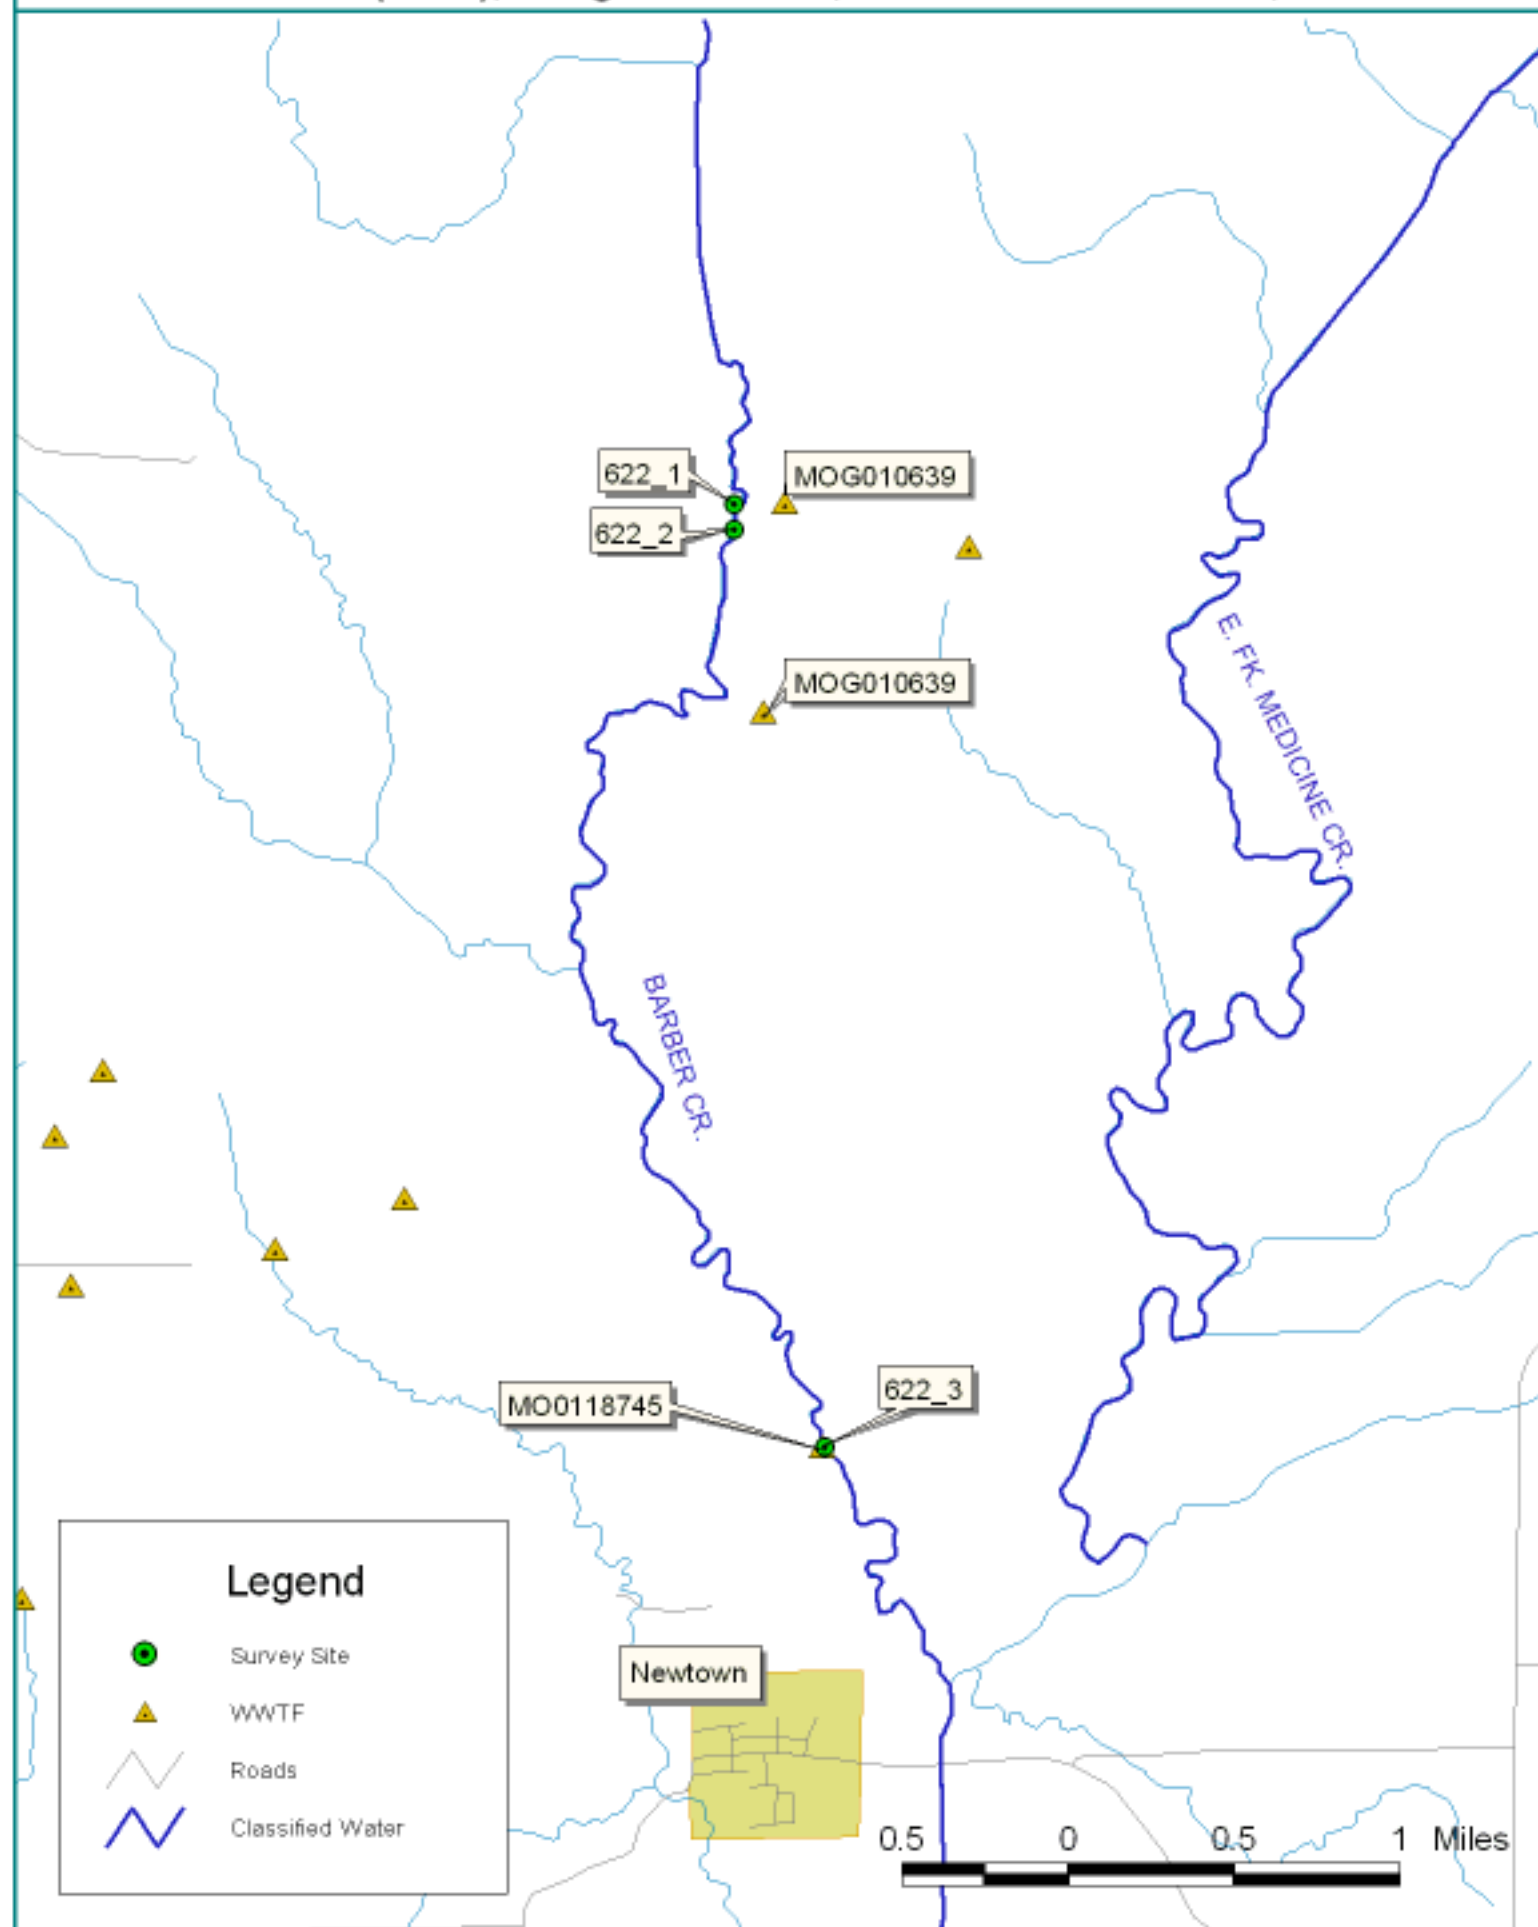 622_1
MOG010639
622_2
E. FK. MEDICINE CR.
MOG010639
BARBER CR.
622_3
MO0118745
Legend
Survey Site
WWTF
Roads
Classified Water
Newtown
0.5 0 0.5 1 Miles